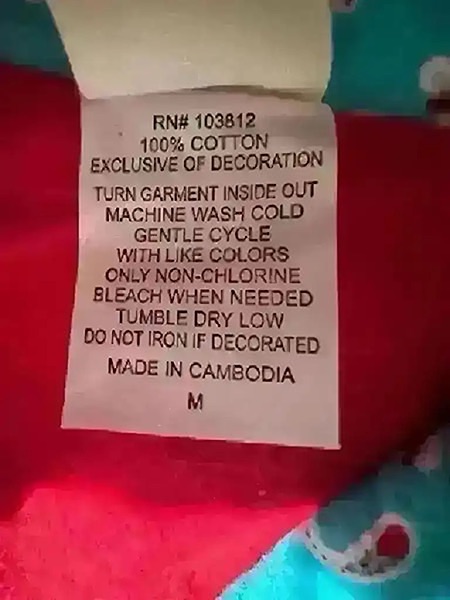 RN# 103812
100% COTTON
EXCLUSIVE OF DECORATION
TURN GARMENT INSIDE OUT
MACHINE WASH COLD
GENTLE CYCLE
WITH LIKE COLORS
ONLY NON-CHLORINE
BLEACH WHEN NEEDED
TUMBLE DRY LOW
DO NOT IRON IF DECORATED
MADE IN CAMBODIA
M